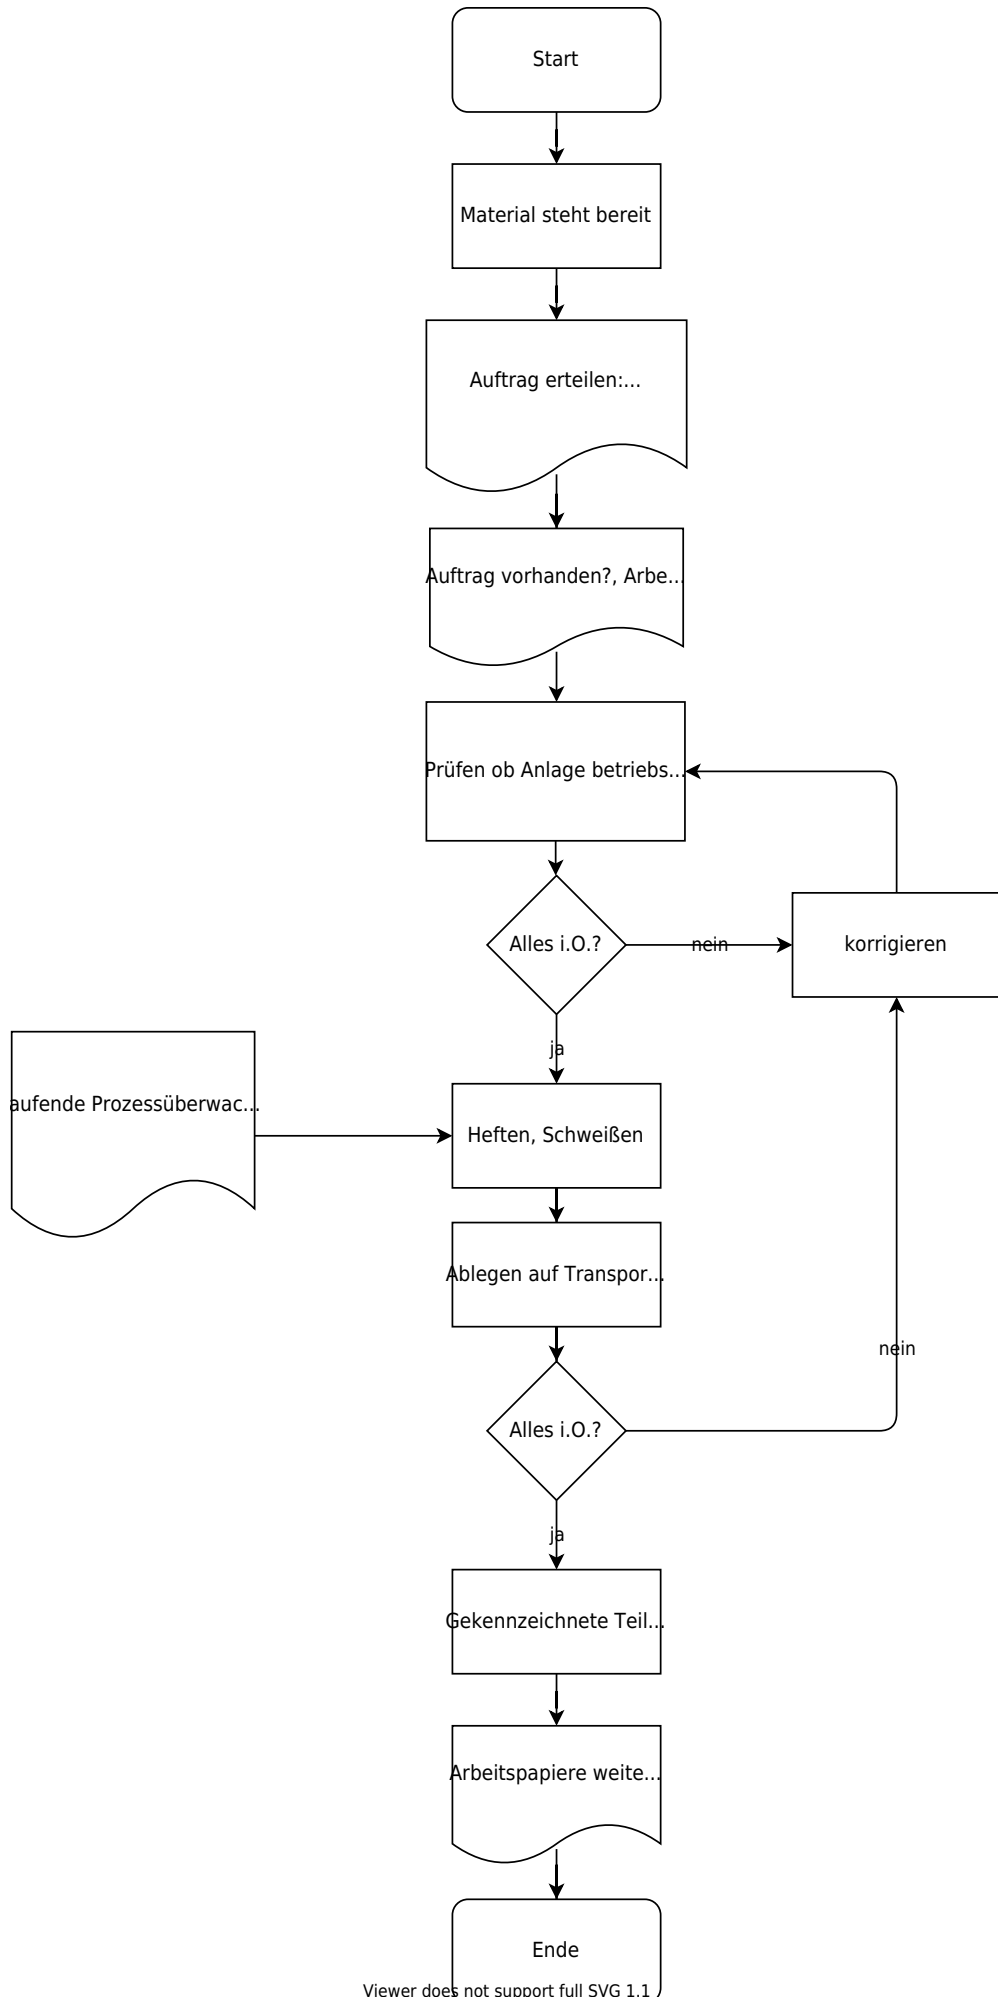 Start
Material steht bereit
Auftrag erteilen:...
Auftrag vorhanden?, Arbe...
Prüfen ob Anlage betriebs...
Alles i.O.?
nein
korrigieren
ja
aufende Prozessüberwac...
Heften, Schweißen
Ablegen auf Transpor...
nein
Alles i.O.?
ja
Gekennzeichnete Teil...
Arbeitspapiere weite...
Ende
Viewer does not support full SVG 1.1